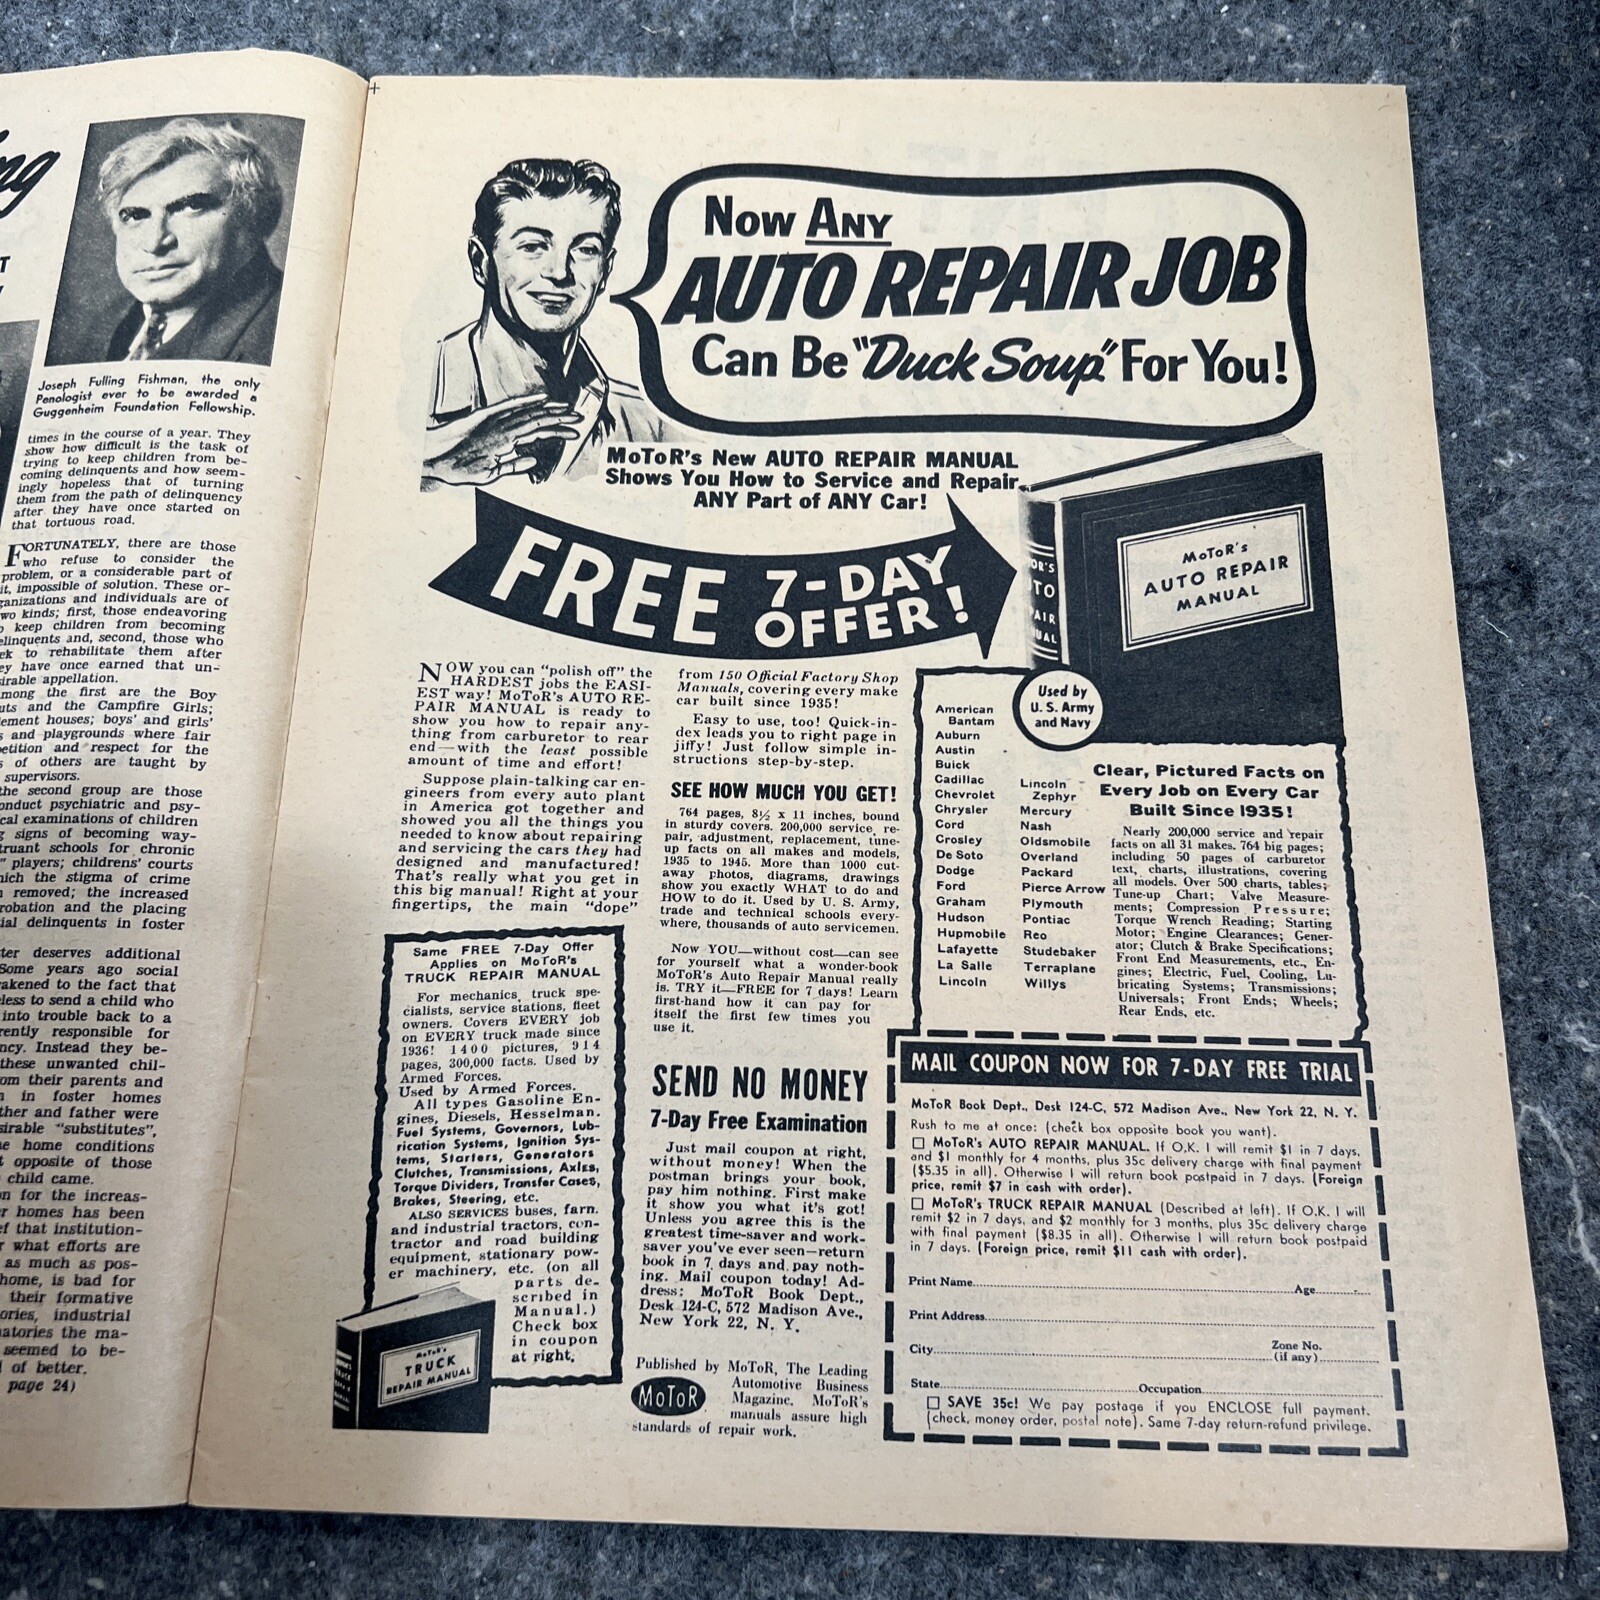 ng
T
Joseph Fulling Fishman, the only
Penologist ever to be awarded a
Guggenheim Foundation Fellowship.
times in the course of a year. They
show how difficult is the task of
trying to keep children from be-
coming delinquents and how seem-
ingly hopeless that of turning
them from the path of delinquency
after they have once started on
that tortuous road.
FORTUNATELY, there are those
who refuse to consider the
problem, or a considerable part of
it, impossible of solution. These or-
ganizations and individuals are of
two kinds; first, those endeavoring
keep children from becoming
elinquents and, second, those who
ek to rehabilitate them after
ey have once earned that un-
irable appellation.
mong the first are the Boy
uts and the Campfire Girls;
lement houses; boys' and girls'
s and playgrounds where fair
petition and respect for the
s of others are taught by
supervisors.
the second group are those
onduct psychiatric and psy-
cal examinations of children
g signs of becoming way-
truant schools for chronic
" players; childrens' courts
hich the stigma of crime
n removed; the increased
robation and the placing
ial delinquents in foster
ter deserves additional
Some years ago social
akened to the fact that
less to send a child who
into trouble back to a
rently responsible for
ncy. Instead they be-
these unwanted chil-
om their parents and
n in foster homes
ther and father were
sirable "substitutes",
e home conditions
t opposite of those
child came.
on for the increas-
r homes has been
ef that institution-
r what efforts are
as much as pos-
home, is bad for
their formative
ories, industrial
natories the ma-
seemed to be-
l of better.
page 24)
Now ANY
AUTO REPAIR JOB
Can Be "Duck Soup" For You!
MoToR's New AUTO REPAIR MANUAL
Shows You How to Service and Repair
ANY Part of ANY Car!
FREE 7-DAY
OFFER!
OR'S
TO
AIR
UAL
MoToR's
AUTO REPAIR
MANUAL
Used by
U. S. Army
and Navy
NOW you can "polish off" the
HARDEST jobs the EASI-
EST way! MoToR's AUTO RE-
PAIR MANUAL is ready to
show you how to repair any-
thing from carburetor to rear
end—with the least possible
amount of time and effort!
Suppose plain-talking car en-
gineers from every auto plant
in America got together and
showed you all the things you
needed to know about repairing
and servicing the cars they had
designed and manufactured!
That's really what you get in
this big manual! Right at your
fingertips, the main "dope"
from 150 Official Factory Shop
Manuals, covering every make
car built since 1935!
Easy to use, too! Quick-in-
dex leads you to right page in
jiffy! Just follow simple in-
structions step-by-step.
SEE HOW MUCH YOU GET!
764 pages, 8½ x 11 inches, bound
in sturdy covers. 200,000 service, re-
pair, adjustment, replacement, tune-
up facts on all makes and models,
1935 to 1945. More than 1000 cut-
away photos, diagrams, drawings
show you exactly WHAT to do and
HOW to do it. Used by U. S. Army,
trade and technical schools every-
where, thousands of auto servicemen.
Now YOU—without cost—can see
for yourself what a wonder-book
MoToR's Auto Repair Manual really
is. TRY it—FREE for 7 days! Learn
first-hand how it can pay for
itself the first few times you
use it.
SEND NO MONEY
7-Day Free Examination
Just mail coupon at right,
without money! When the
postman brings your book,
pay him nothing. First make
it show you what it's got!
Unless you agree this is the
greatest time-saver and work-
saver you've ever seen—return
book in 7 days and pay noth-
ing. Mail coupon today! Ad-
dress: MoToR Book Dept.,
Desk 124-C, 572 Madison Ave.,
New York 22, N. Y.
Published by MoToR, The Leading
Automotive Business
Magazine. MoToR's
manuals assure high
standards of repair work.
MoToR
Same FREE 7-Day Offer
Applies on MoToR's
TRUCK REPAIR MANUAL
For mechanics, truck spe-
cialists, service stations, fleet
owners. Covers EVERY job
on EVERY truck made since
1936! 1400 pictures, 914
pages, 300,000 facts. Used by
Armed Forces.
Used by Armed Forces.
All types Gasoline En-
gines, Diesels, Hesselman.
Fuel Systems, Governors, Lub-
rication Systems, Ignition Sys-
tems, Starters, Generators
Clutches, Transmissions, Axles,
Torque Dividers, Transfer Cases,
Brakes, Steering, etc.
ALSO SERVICES buses, farn.
and industrial tractors, con-
tractor and road building
equipment, stationary pow-
er machinery, etc. (on all
parts de-
scribed in
Manual.)
Check box
in coupon
at right.
MoToR's
TRUCK
REPAIR MANUAL
American
Bantam
Auburn
Austin
Buick
Cadillac
Chevrolet
Chrysler
Cord
Crosley
De Soto
Dodge
Ford
Graham
Hudson
Hupmobile
Lafayette
La Salle
Lincoln
Lincoln
Zephyr
Mercury
Nash
Oldsmobile
Overland
Packard
Pierce Arrow
Plymouth
Pontiac
Reo
Studebaker
Terraplane
Willys
Clear, Pictured Facts on
Every Job on Every Car
Built Since 1935!
Nearly 200,000 service and repair
facts on all 31 makes. 764 big pages;
including 50 pages of carburetor
text, charts, illustrations, covering
all models. Over 500 charts, tables;
Tune-up Chart; Valve Measure-
ments; Compression Pressure;
Torque Wrench Reading; Starting
Motor; Engine Clearances; Gener-
ator; Clutch & Brake Specifications;
Front End Measurements, etc., En-
gines; Electric, Fuel, Cooling, Lu-
bricating Systems; Transmissions;
Universals; Front Ends; Wheels;
Rear Ends, etc.
MAIL COUPON NOW FOR 7-DAY FREE TRIAL
MoToR Book Dept., Desk 124-C, 572 Madison Ave., New York 22, N. Y.
Rush to me at once: (check box opposite book you want).
☐ MoToR's AUTO REPAIR MANUAL. If O.K. I will remit $1 in 7 days,
and $1 monthly for 4 months, plus 35c delivery charge with final payment
($5.35 in all). Otherwise I will return book postpaid in 7 days. (Foreign
price, remit $7 in cash with order).
☐ MoToR's TRUCK REPAIR MANUAL (Described at left). If O.K. I will
remit $2 in 7 days, and $2 monthly for 3 months, plus 35c delivery charge
with final payment ($8.35 in all). Otherwise I will return book postpaid
in 7 days. (Foreign price, remit $11 cash with order).
Print Name Age
Print Address
City Zone No.
(if any)
State Occupation
☐ SAVE 35c! We pay postage if you ENCLOSE full payment.
(check, money order, postal note). Same 7-day return-refund privilege.